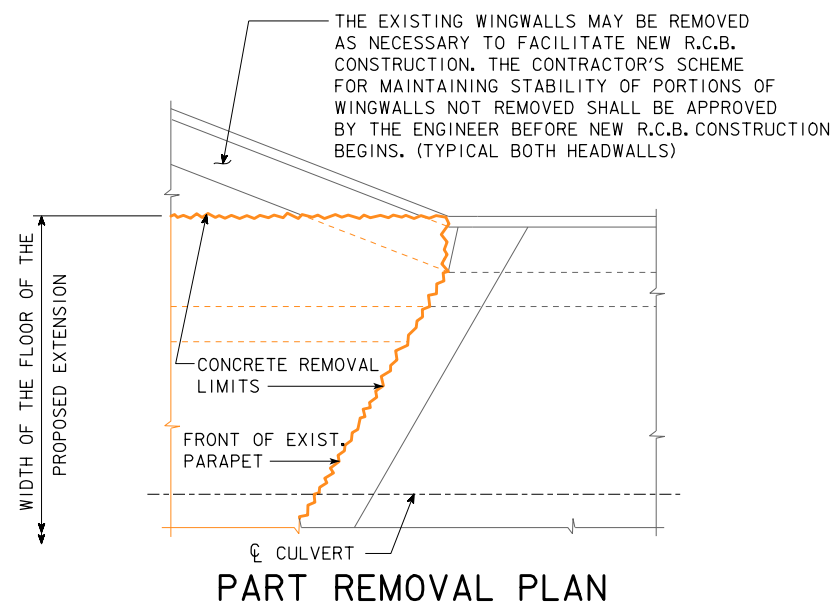 THE EXISTING WINGWALLS MAY BE REMOVED
AS NECESSARY TO FACILITATE NEW R.C.B.
CONSTRUCTION. THE CONTRACTOR'S SCHEME
FOR MAINTAINING STABILITY OF PORTIONS OF
WINGWALLS NOT REMOVED SHALL BE APPROVED
BY THE ENGINEER BEFORE NEW R.C.B. CONSTRUCTION
BEGINS. (TYPICAL BOTH HEADWALLS)
WIDTH OF THE FLOOR OF THE
PROPOSED EXTENSION
CONCRETE REMOVAL
LIMITS
FRONT OF EXIST.
PARAPET
℄ CULVERT
PART REMOVAL PLAN